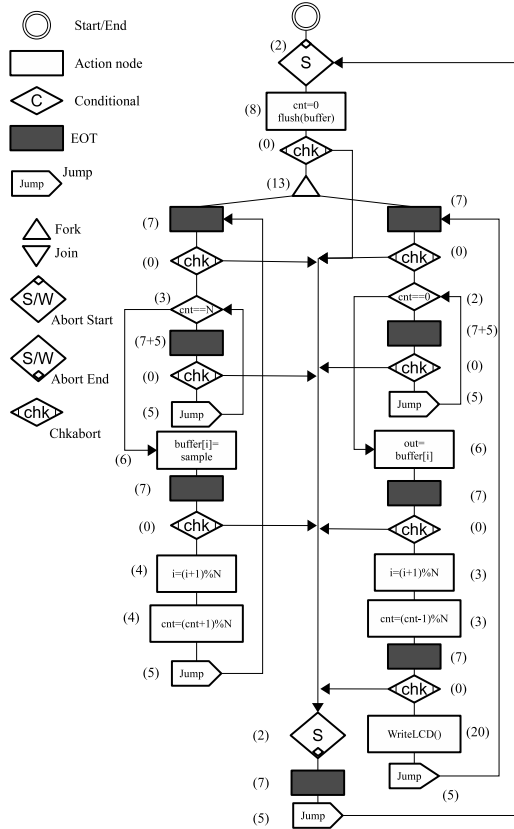 Start/End
Action node
C
Conditional
EOT
Jump
Jump
Fork
Join
S/W
Abort Start
S/W
Abort End
chk
Chkabort
(2)
S
(8)
cnt=0
flush(buffer)
(0)
chk
(13)
(7)
(0)
chk
(3)
cnt==N
(7+5)
(0)
chk
(5)
Jump
buffer[i]=
sample
(6)
(7)
(0)
chk
(4)
i=(i+1)%N
(4)
cnt=(cnt+1)%N
(5)
Jump
(7)
chk
(0)
cnt==0
(2)
(7+5)
chk
(0)
Jump
(5)
out=
buffer[i]
(6)
(7)
chk
(0)
i=(i+1)%N
(3)
cnt=(cnt-1)%N
(3)
(7)
chk
(0)
WriteLCD()
(20)
Jump
(5)
(2)
S
(7)
(5)
Jump